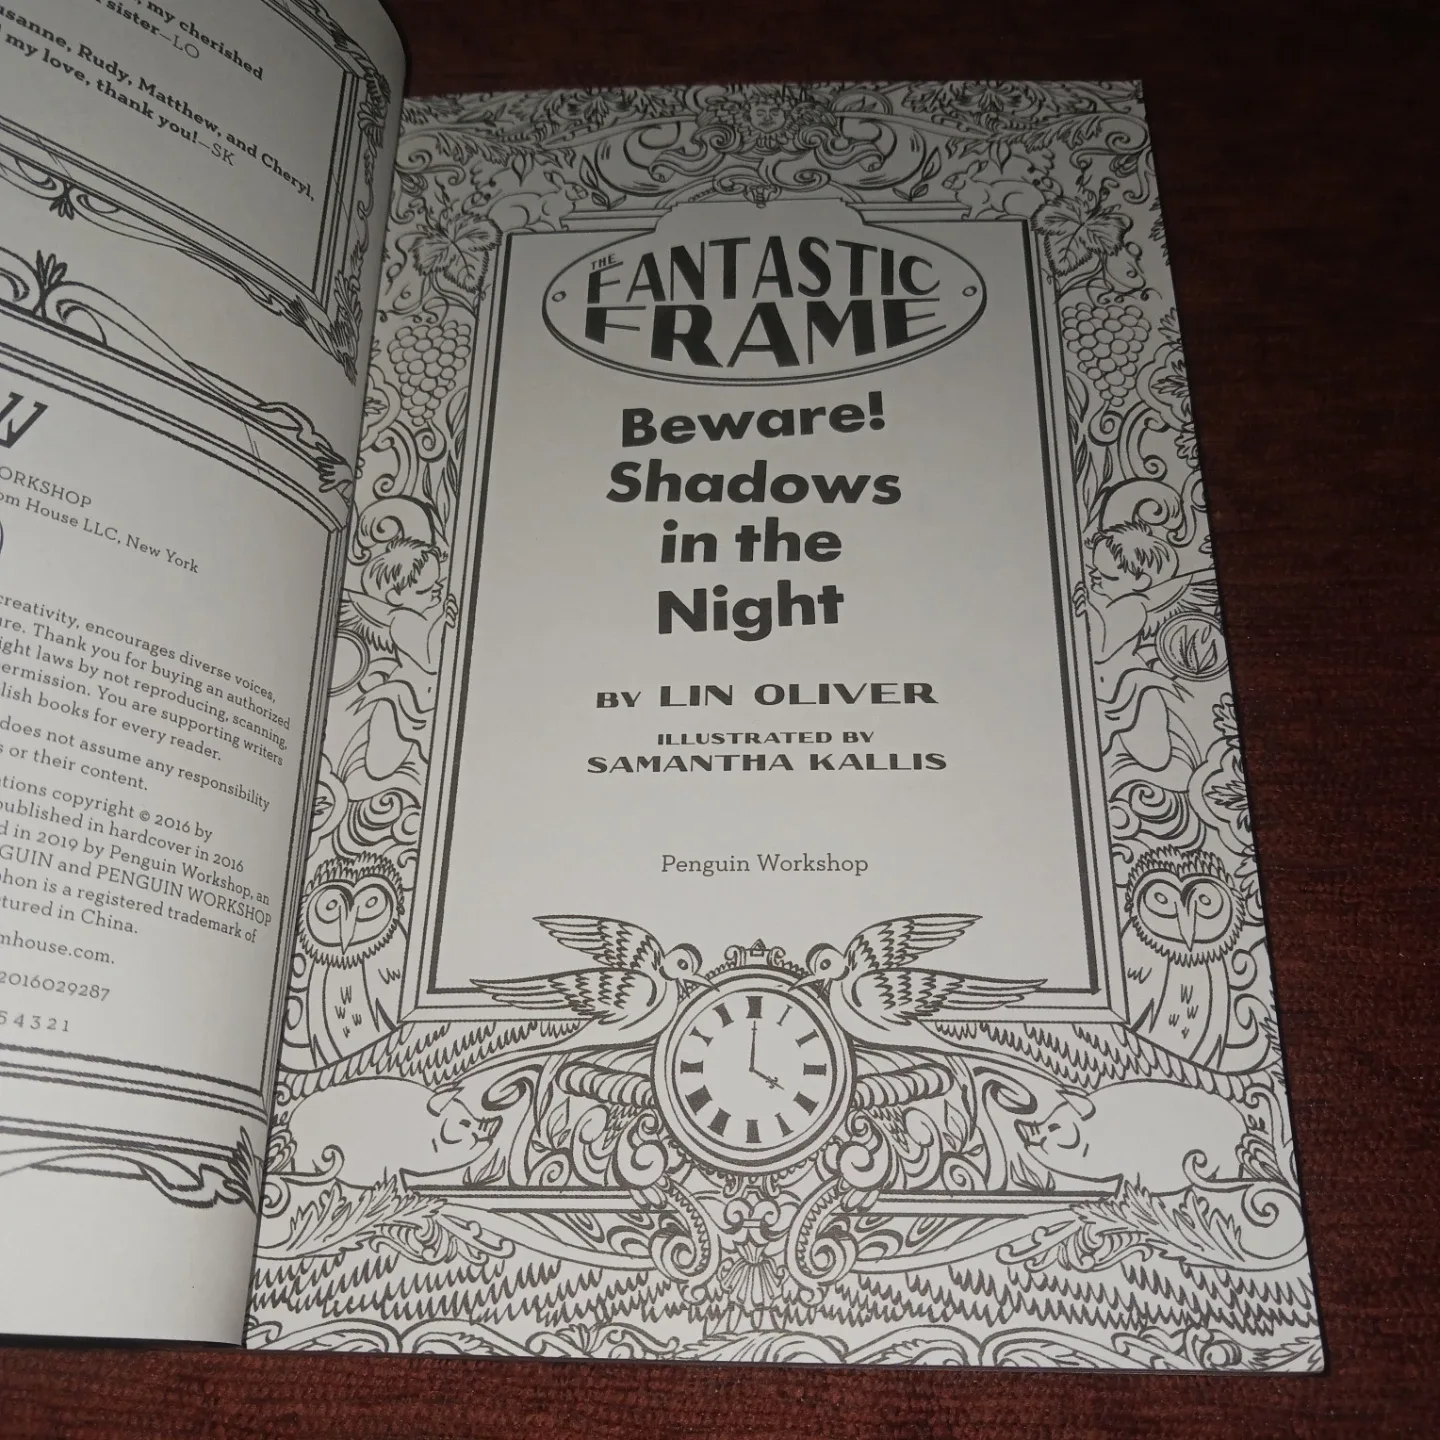 , my cherished
sister—LO
usanne, Rudy, Matthew, and Cheryl,
my love, thank you!—SK
ORKSHOP
om House LLC, New York
creativity, encourages diverse voices,
Thank you for buying an authorized
ight laws by not reproducing, scanning,
ermission. You are supporting writers
lish books for every reader.
does not assume any responsibility
s or their content.
ations copyright © 2016 by
published in hardcover in 2016
d in 2019 by Penguin Workshop, an
GUIN and PENGUIN WORKSHOP
phon is a registered trademark of
ctured in China.
mhouse.com.
2016029287
5 4 3 2 1
THE
FANTASTIC
FRAME
Beware!
Shadows
in the
Night
BY LIN OLIVER
ILLUSTRATED BY
SAMANTHA KALLIS
Penguin Workshop